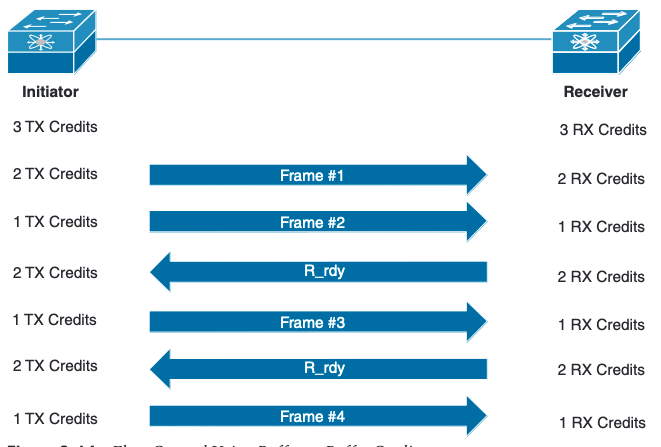 Initiator
Receiver
3 TX Credits
3 RX Credits
2 TX Credits
Frame #1
2 RX Credits
1 TX Credits
Frame #2
1 RX Credits
2 TX Credits
R_rdy
2 RX Credits
1 TX Credits
Frame #3
1 RX Credits
2 TX Credits
R_rdy
2 RX Credits
1 TX Credits
Frame #4
1 RX Credits